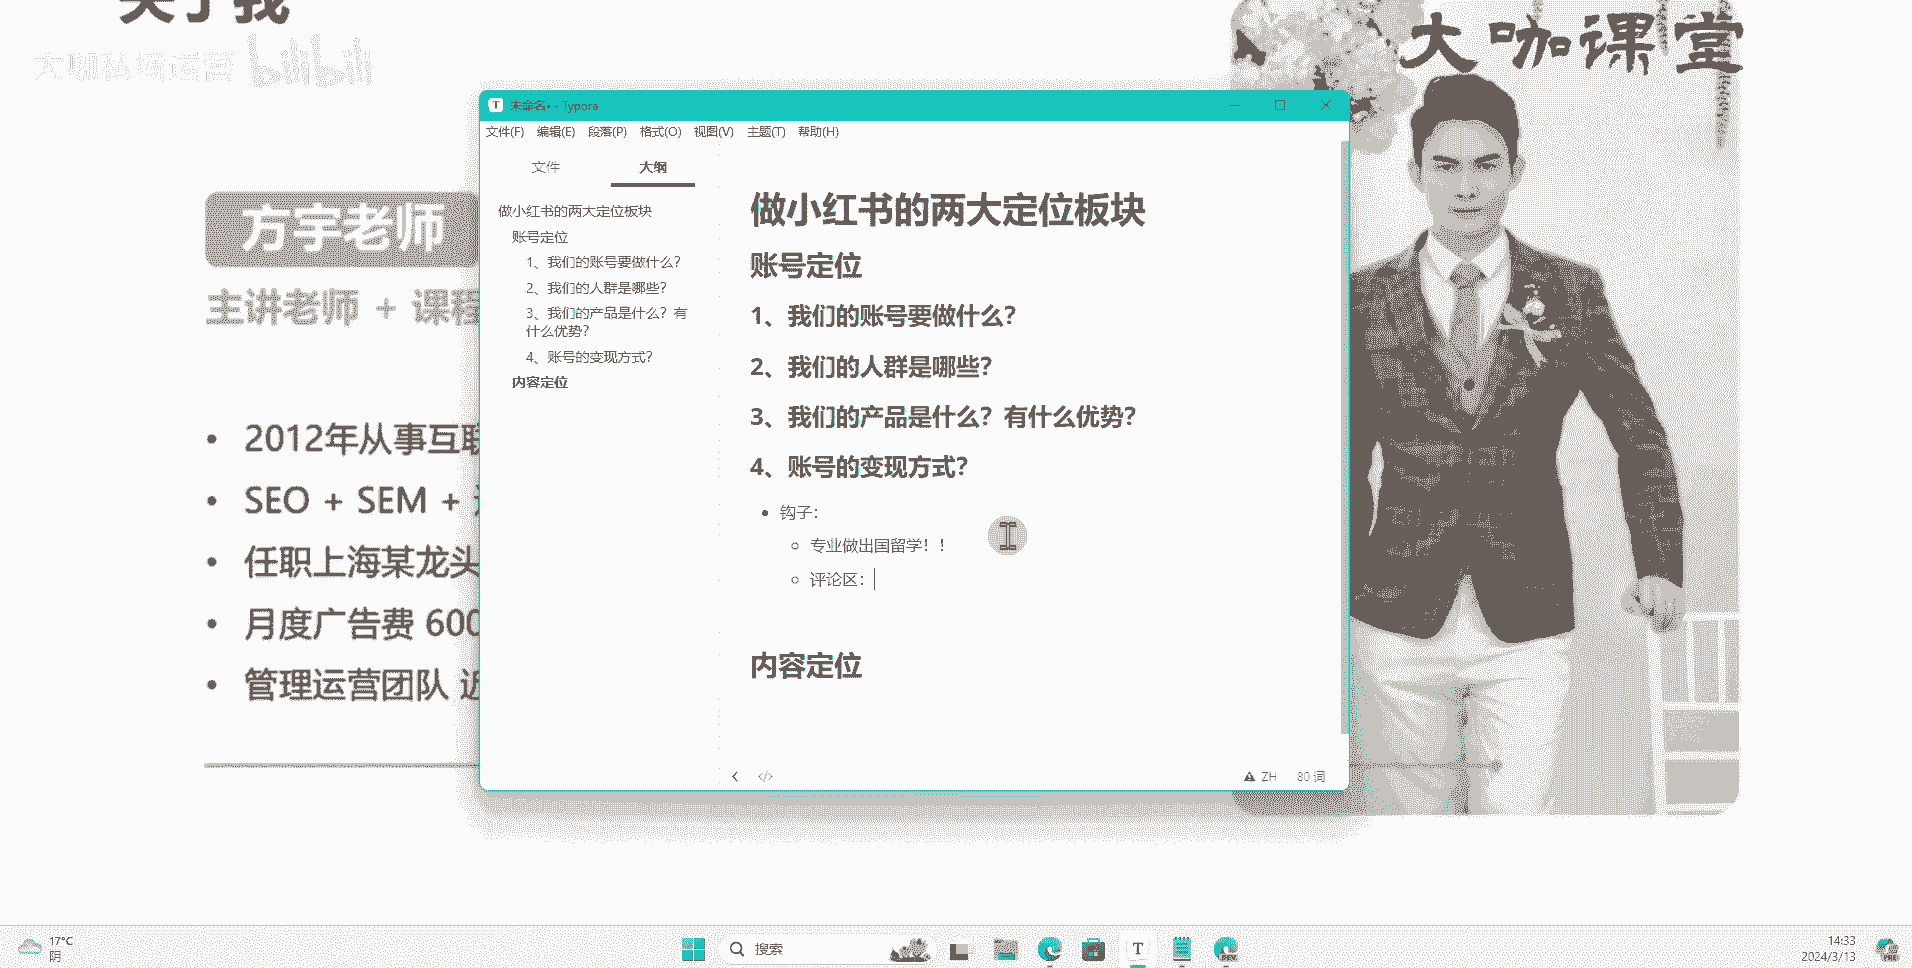 关于我
大咖私域运营 bilibili
大咖课堂
未命名• - Typora
文件(F) 编辑(E) 段落(P) 格式(O) 视图(V) 主题(T) 帮助(H)
文件 大纲
做小红书的两大定位板块
账号定位
1、我们的账号要做什么？
2、我们的人群是哪些？
3、我们的产品是什么？有
什么优势？
4、账号的变现方式？
内容定位
做小红书的两大定位板块
账号定位
1、我们的账号要做什么？
2、我们的人群是哪些？
3、我们的产品是什么？有什么优势？
4、账号的变现方式？
钩子：
专业做出国留学！！
评论区：
内容定位
ZH 80 词
方宇老师
主讲老师 + 课程
2012年从事互联
SEO + SEM +
任职上海某龙头
月度广告费 600
管理运营团队 近
17°C
阴
搜索
14:33
2024/3/13